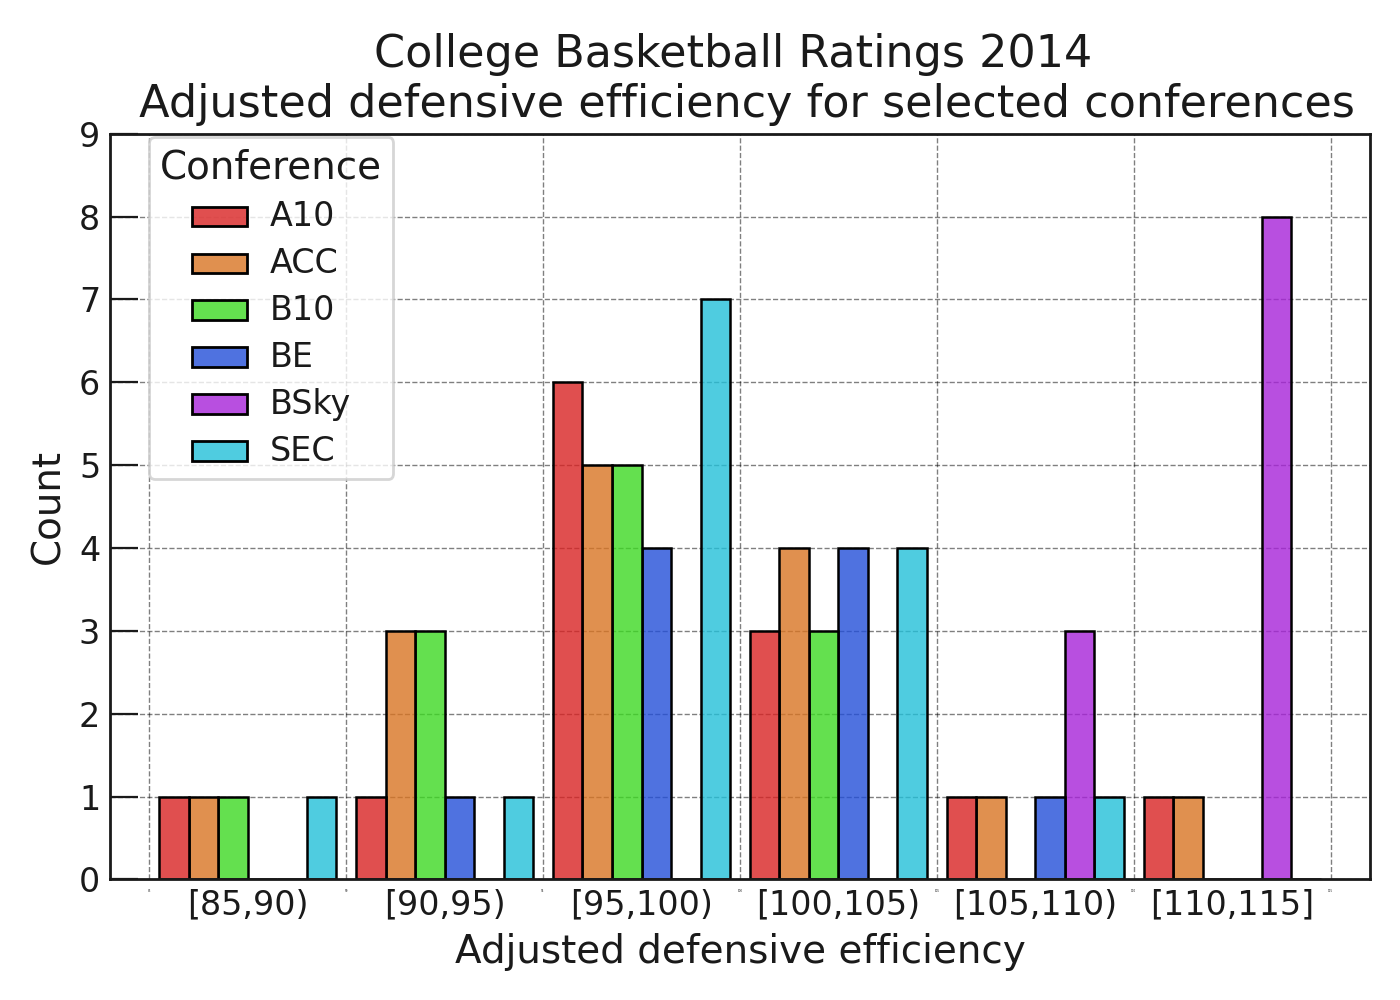 College Basketball Ratings 2014
Adjusted defensive efficiency for selected conferences
Conference
A10
ACC
B10
BE
BSky
SEC
Count
9
8
7
6
5
4
3
2
1
0
[85,90)
[90,95)
[95,100)
[100,105)
[105,110)
[110,115]
Adjusted defensive efficiency